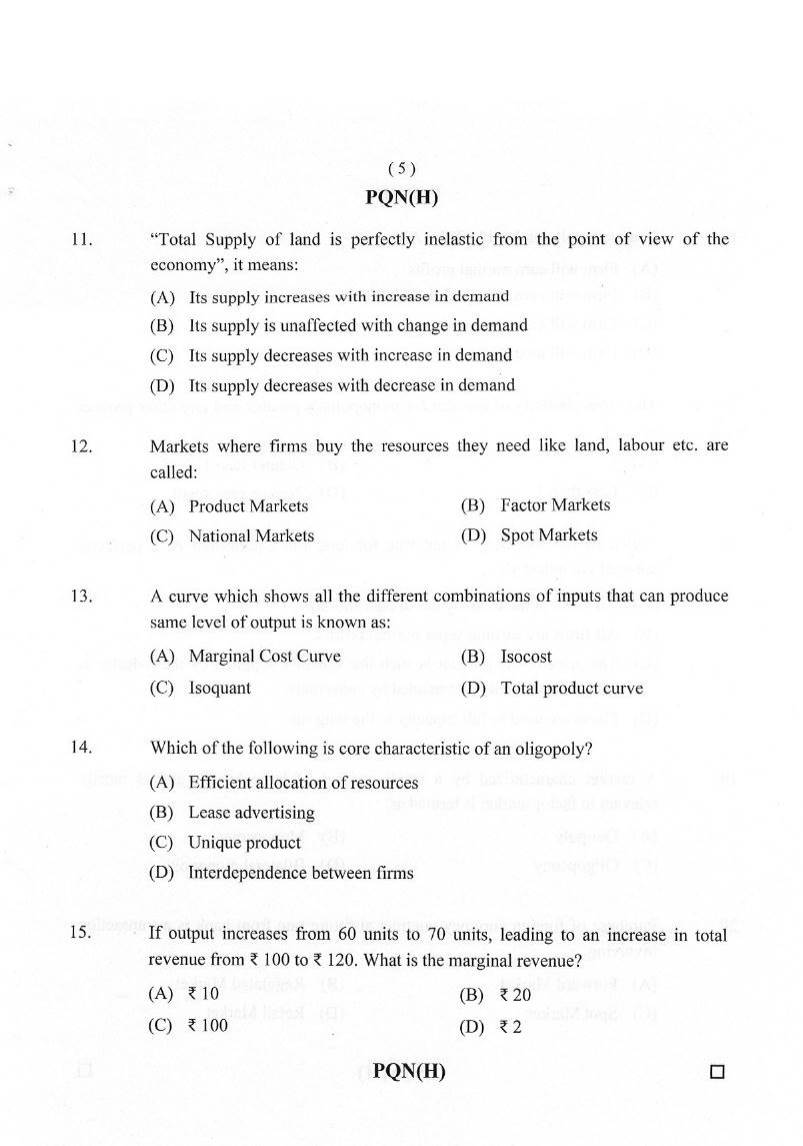 ( 5 )
PQN(H)
11. “Total Supply of land is perfectly inelastic from the point of view of the
economy”, it means:
(A) Its supply increases with increase in demand
(B) Its supply is unaffected with change in demand
(C) Its supply decreases with increase in demand
(D) Its supply decreases with decrease in demand
12. Markets where firms buy the resources they need like land, labour etc. are
called:
(A) Product Markets (B) Factor Markets
(C) National Markets (D) Spot Markets
13. A curve which shows all the different combinations of inputs that can produce
same level of output is known as:
(A) Marginal Cost Curve (B) Isocost
(C) Isoquant (D) Total product curve
14. Which of the following is core characteristic of an oligopoly?
(A) Efficient allocation of resources
(B) Lease advertising
(C) Unique product
(D) Interdependence between firms
15. If output increases from 60 units to 70 units, leading to an increase in total
revenue from ₹ 100 to ₹ 120. What is the marginal revenue?
(A) ₹ 10 (B) ₹ 20
(C) ₹ 100 (D) ₹ 2
PQN(H)